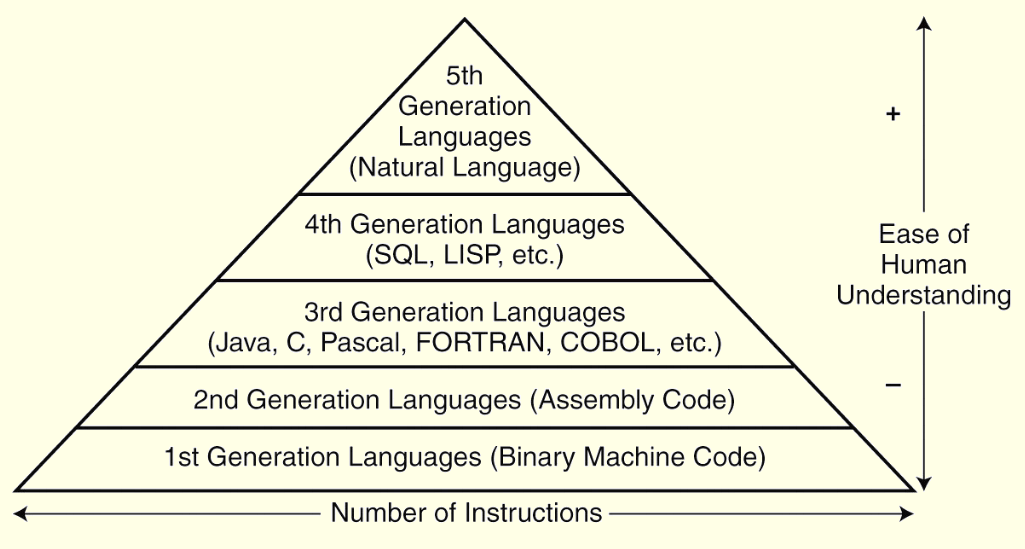 5th
Generation
Languages
(Natural Language)
4th Generation Languages
(SQL, LISP, etc.)
3rd Generation Languages
(Java, C, Pascal, FORTRAN, COBOL, etc.)
2nd Generation Languages (Assembly Code)
1st Generation Languages (Binary Machine Code)
Number of Instructions
+
Ease of
Human
Understanding
–